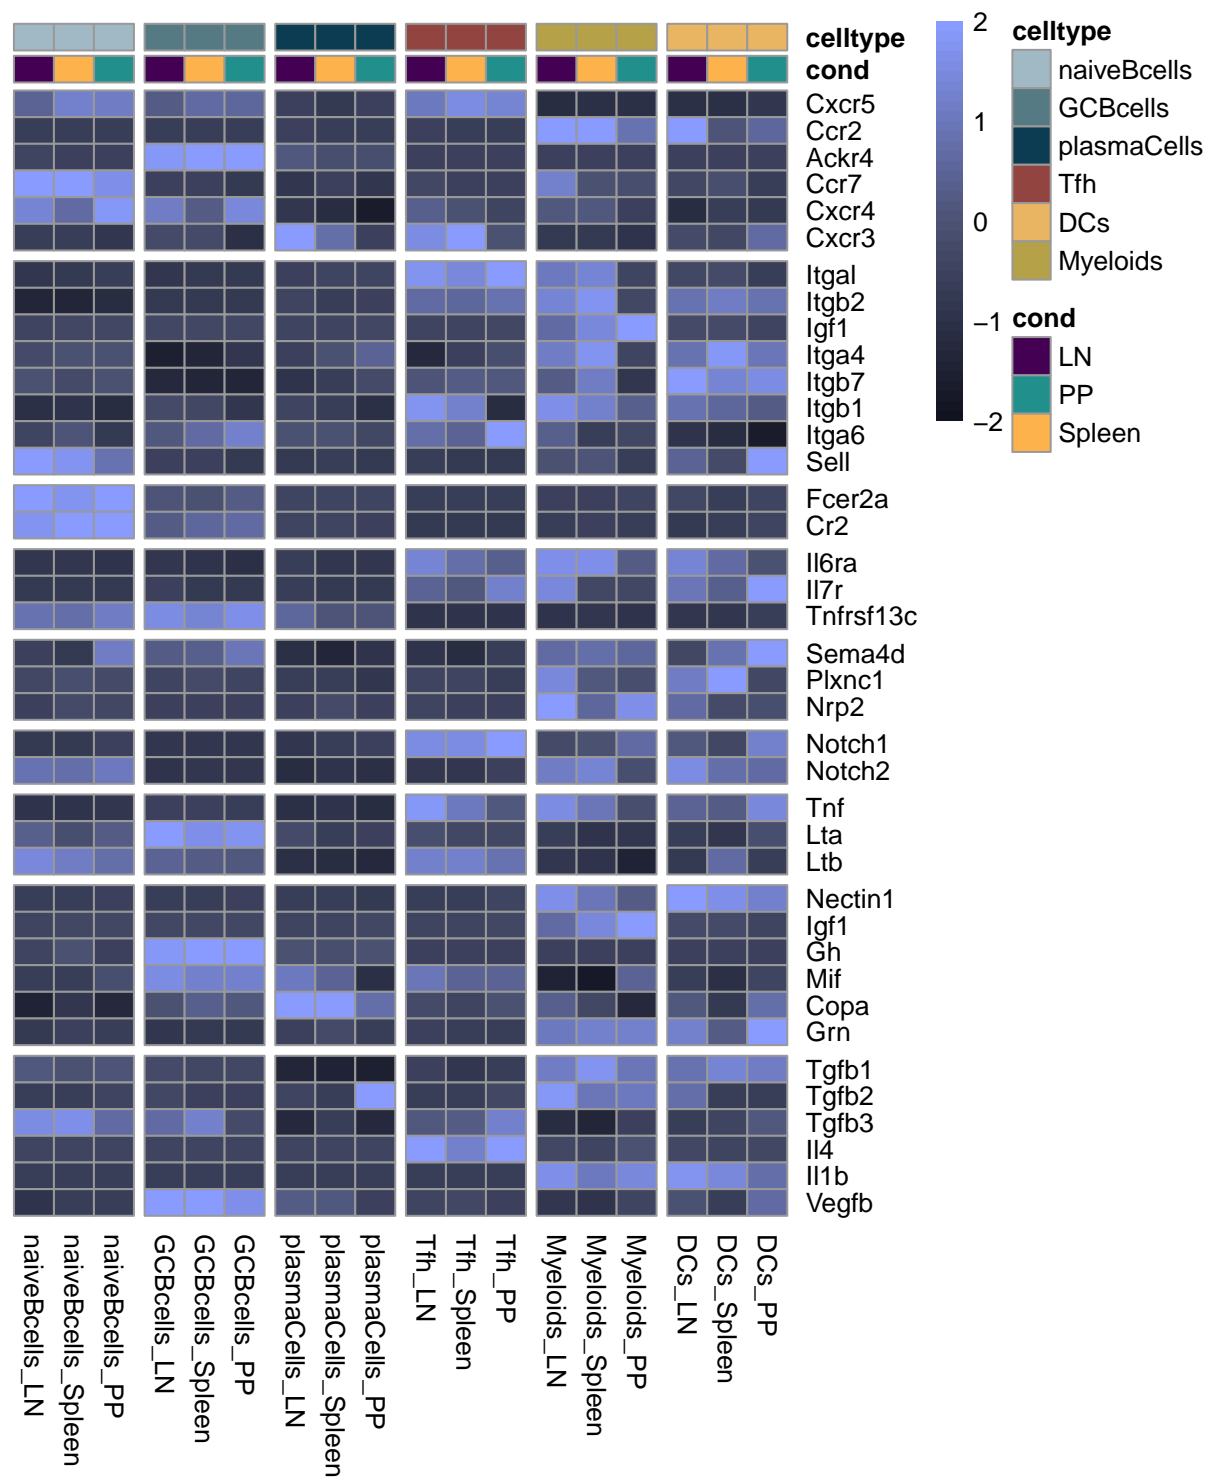 celltype
cond
Cxcr5
Ccr2
Ackr4
Ccr7
Cxcr4
Cxcr3
Itgal
Itgb2
Igf1
Itga4
Itgb7
Itgb1
Itga6
Sell
Fcer2a
Cr2
Il6ra
Il7r
Tnfrsf13c
Sema4d
Plxnc1
Nrp2
Notch1
Notch2
Tnf
Lta
Ltb
Nectin1
Igf1
Gh
Mif
Copa
Grn
Tgfb1
Tgfb2
Tgfb3
Il4
Il1b
Vegfb
naiveBcells_LN
naiveBcells_Spleen
naiveBcells_PP
GCBcells_LN
GCBcells_Spleen
GCBcells_PP
plasmaCells_LN
plasmaCells_Spleen
plasmaCells_PP
Tfh_LN
Tfh_Spleen
Tfh_PP
Myeloids_LN
Myeloids_Spleen
Myeloids_PP
DCs_LN
DCs_Spleen
DCs_PP
2
1
0
−1
−2
celltype
naiveBcells
GCBcells
plasmaCells
Tfh
DCs
Myeloids
cond
LN
PP
Spleen